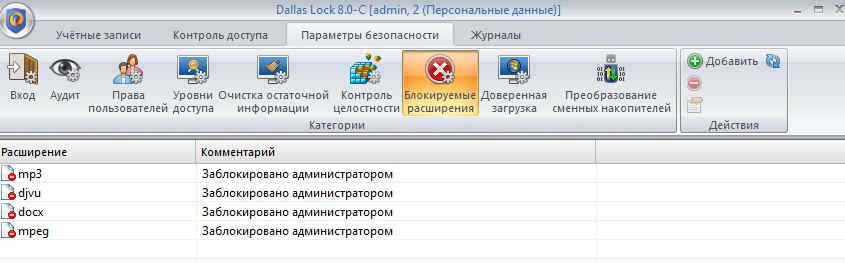 Dallas Lock 8.0-C [admin, 2 (Персональные данные)]
Учётные записи Контроль доступа Параметры безопасности Журналы
Вход Аудит Права пользователей Уровни доступа Очистка остаточной информации Контроль целостности Блокируемые расширения Доверенная загрузка Преобразование сменных накопителей Добавить
Категории Действия
Расширение Комментарий
mp3 Заблокировано администратором
djvu Заблокировано администратором
docx Заблокировано администратором
mpeg Заблокировано администратором